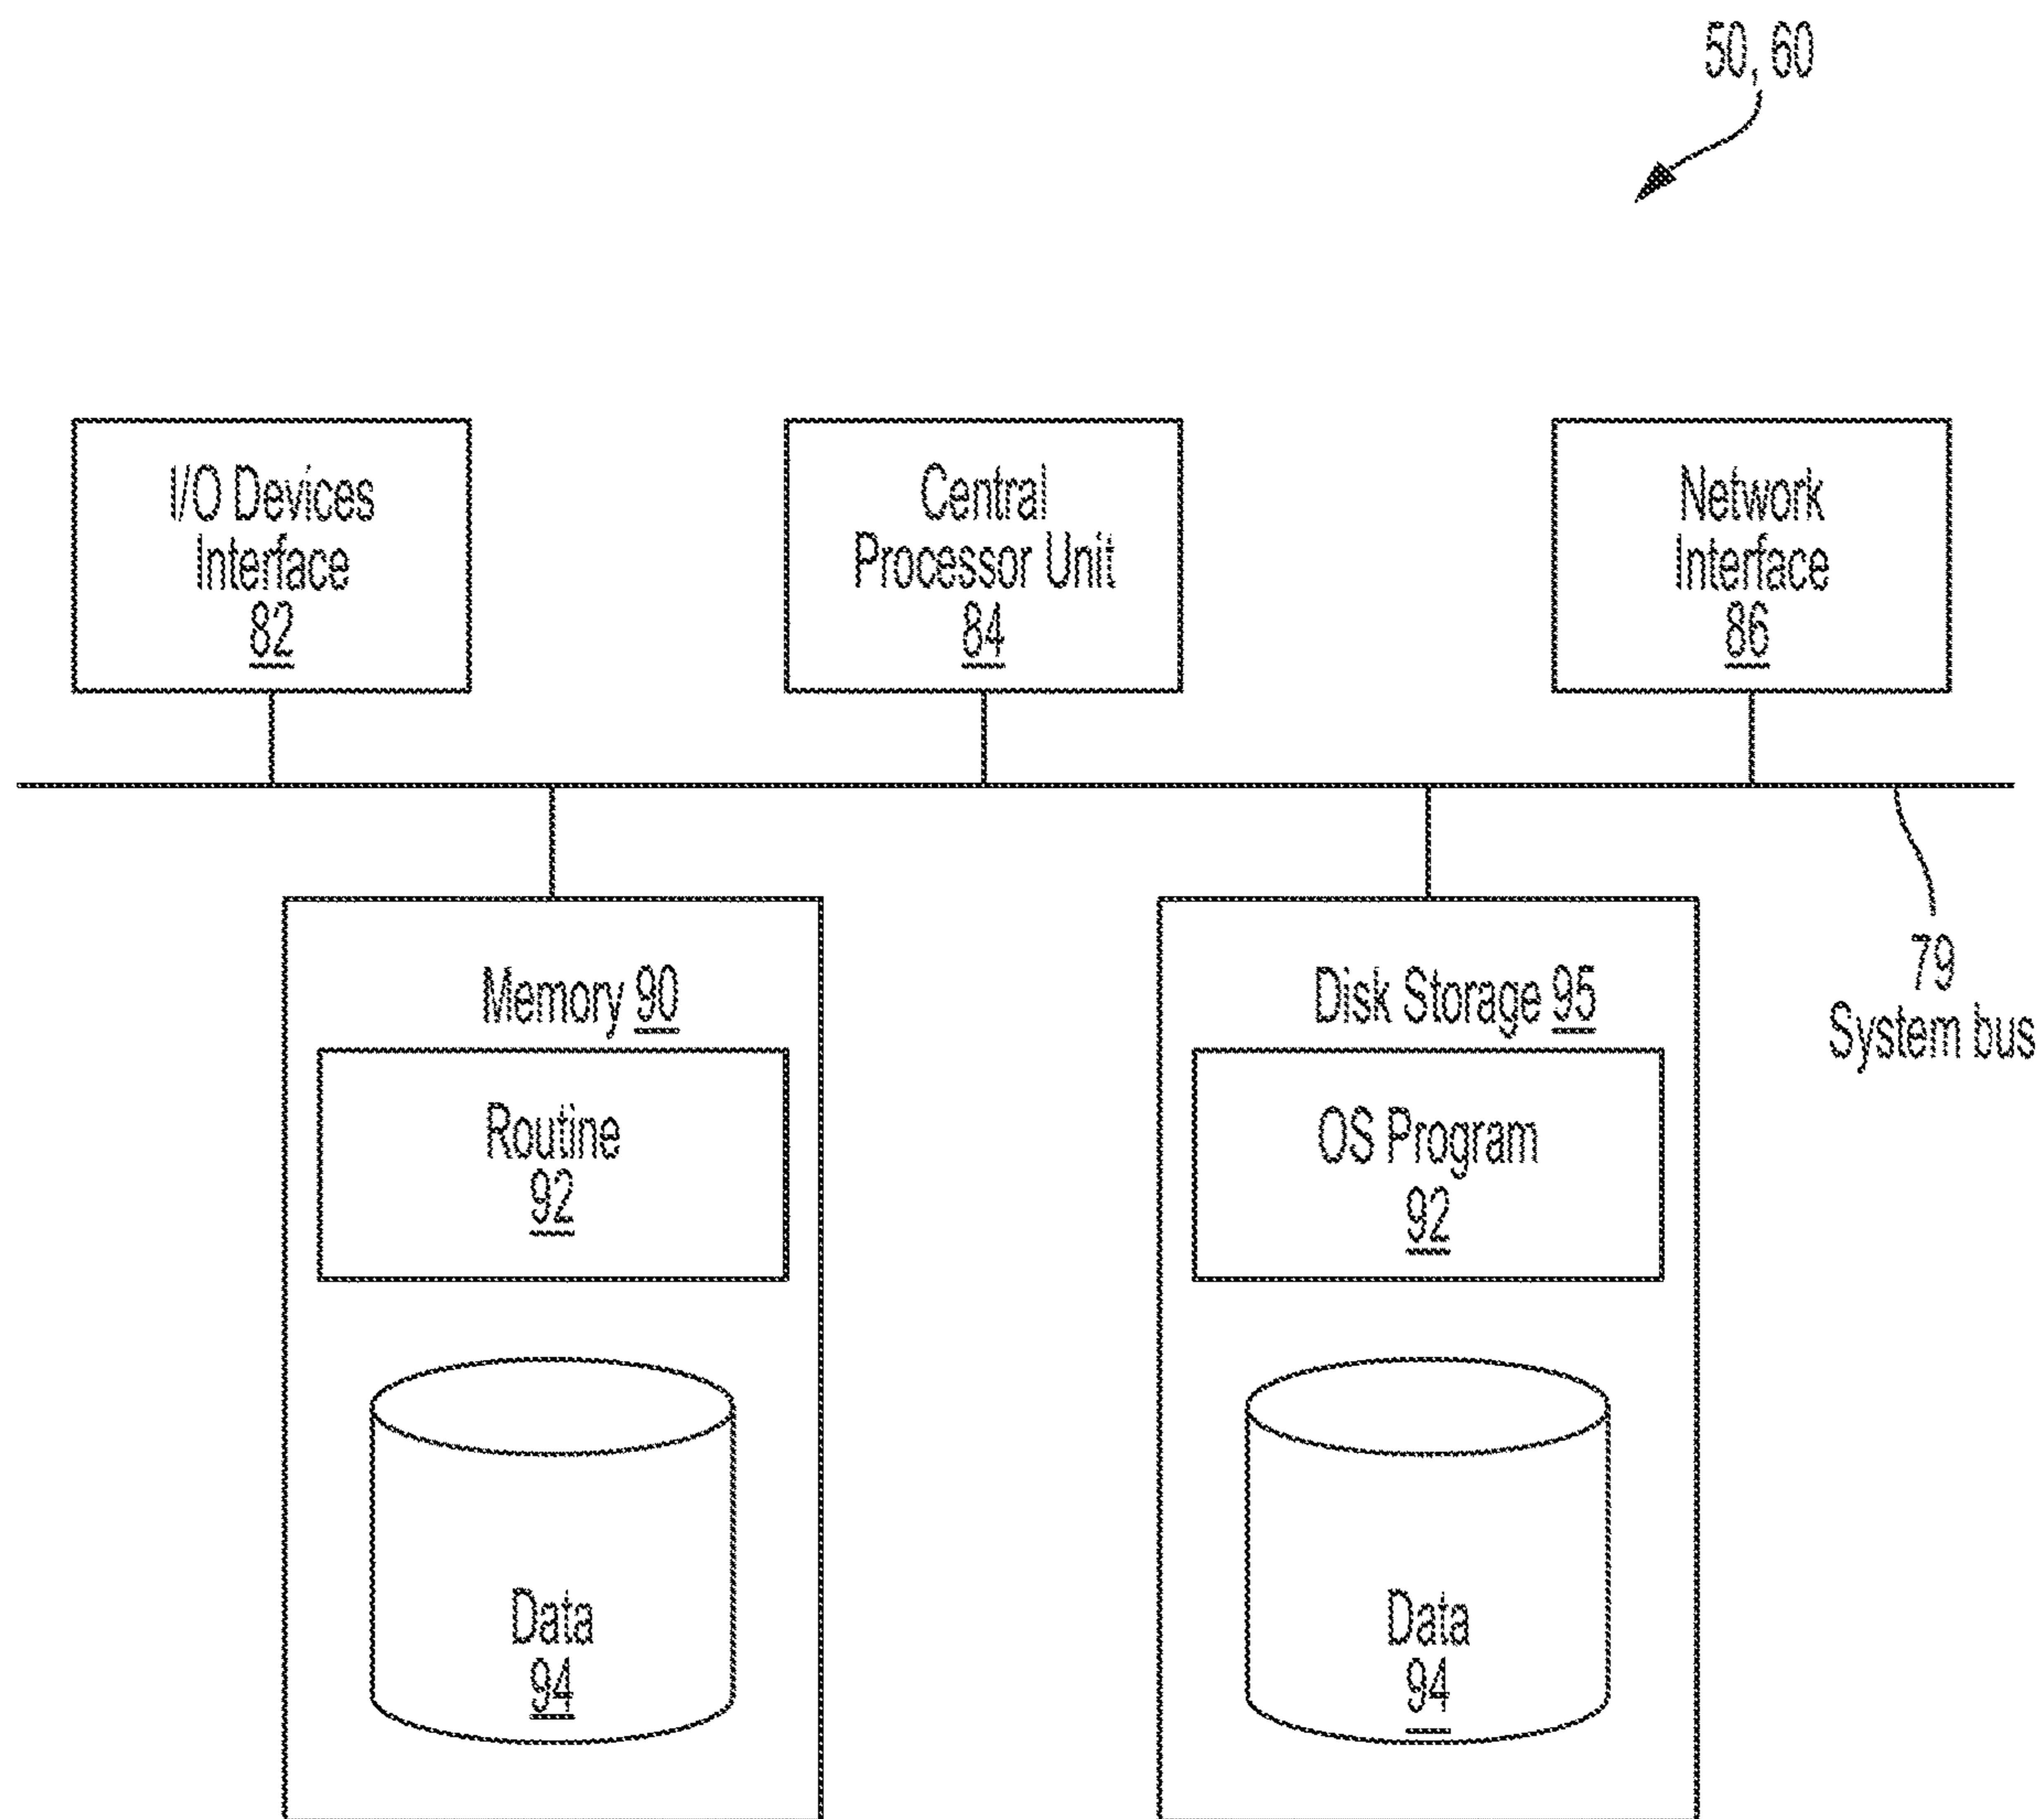 50, 60
I/O Devices
Interface
82
Central
Processor Unit
84
Network
Interface
86
79
System bus
Memory 90
Routine
92
Data
94
Disk Storage 95
OS Program
92
Data
94